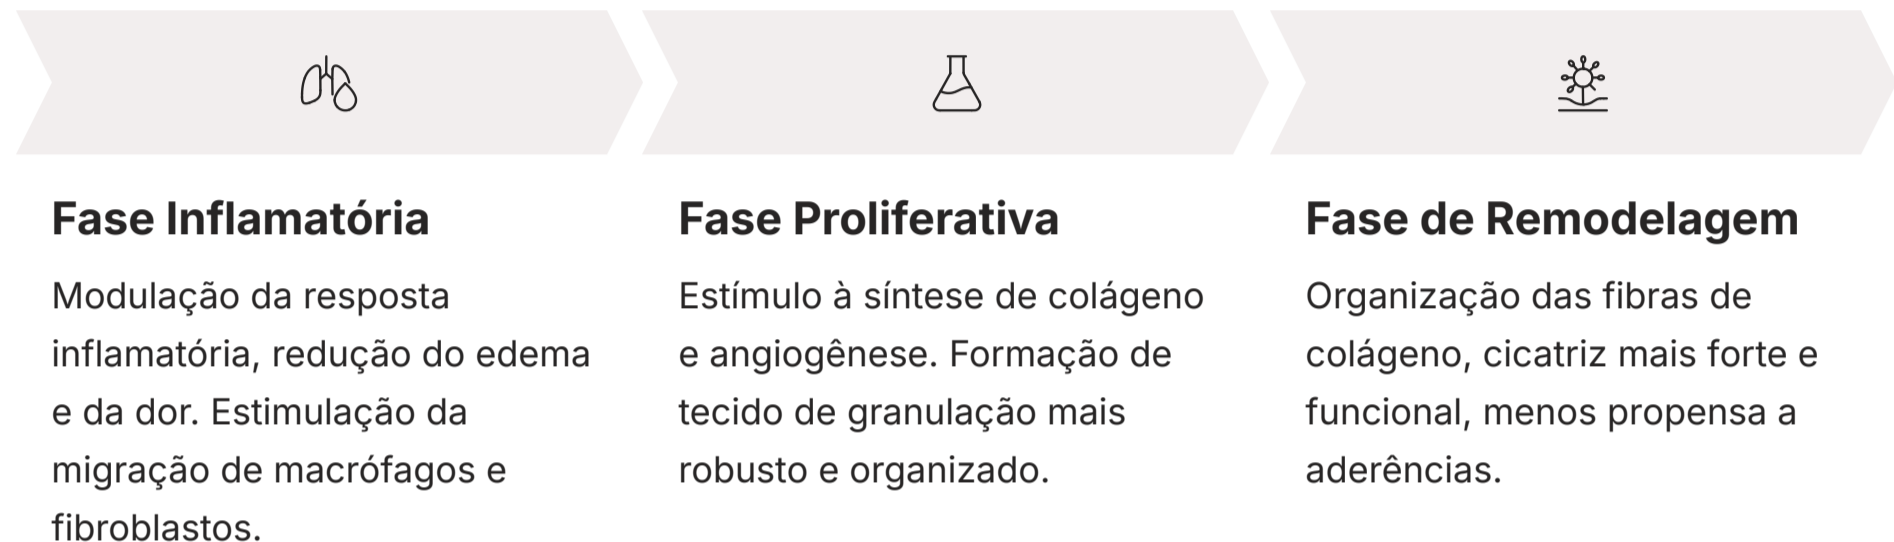 Fase Inflamatória
Modulação da resposta
inflamatória, redução do edema
e da dor. Estimulação da
migração de macrófagos e
fibroblastos.
Fase Proliferativa
Estímulo à síntese de colágeno
e angiogênese. Formação de
tecido de granulação mais
robusto e organizado.
Fase de Remodelagem
Organização das fibras de
colágeno, cicatriz mais forte e
funcional, menos propensa a
aderências.